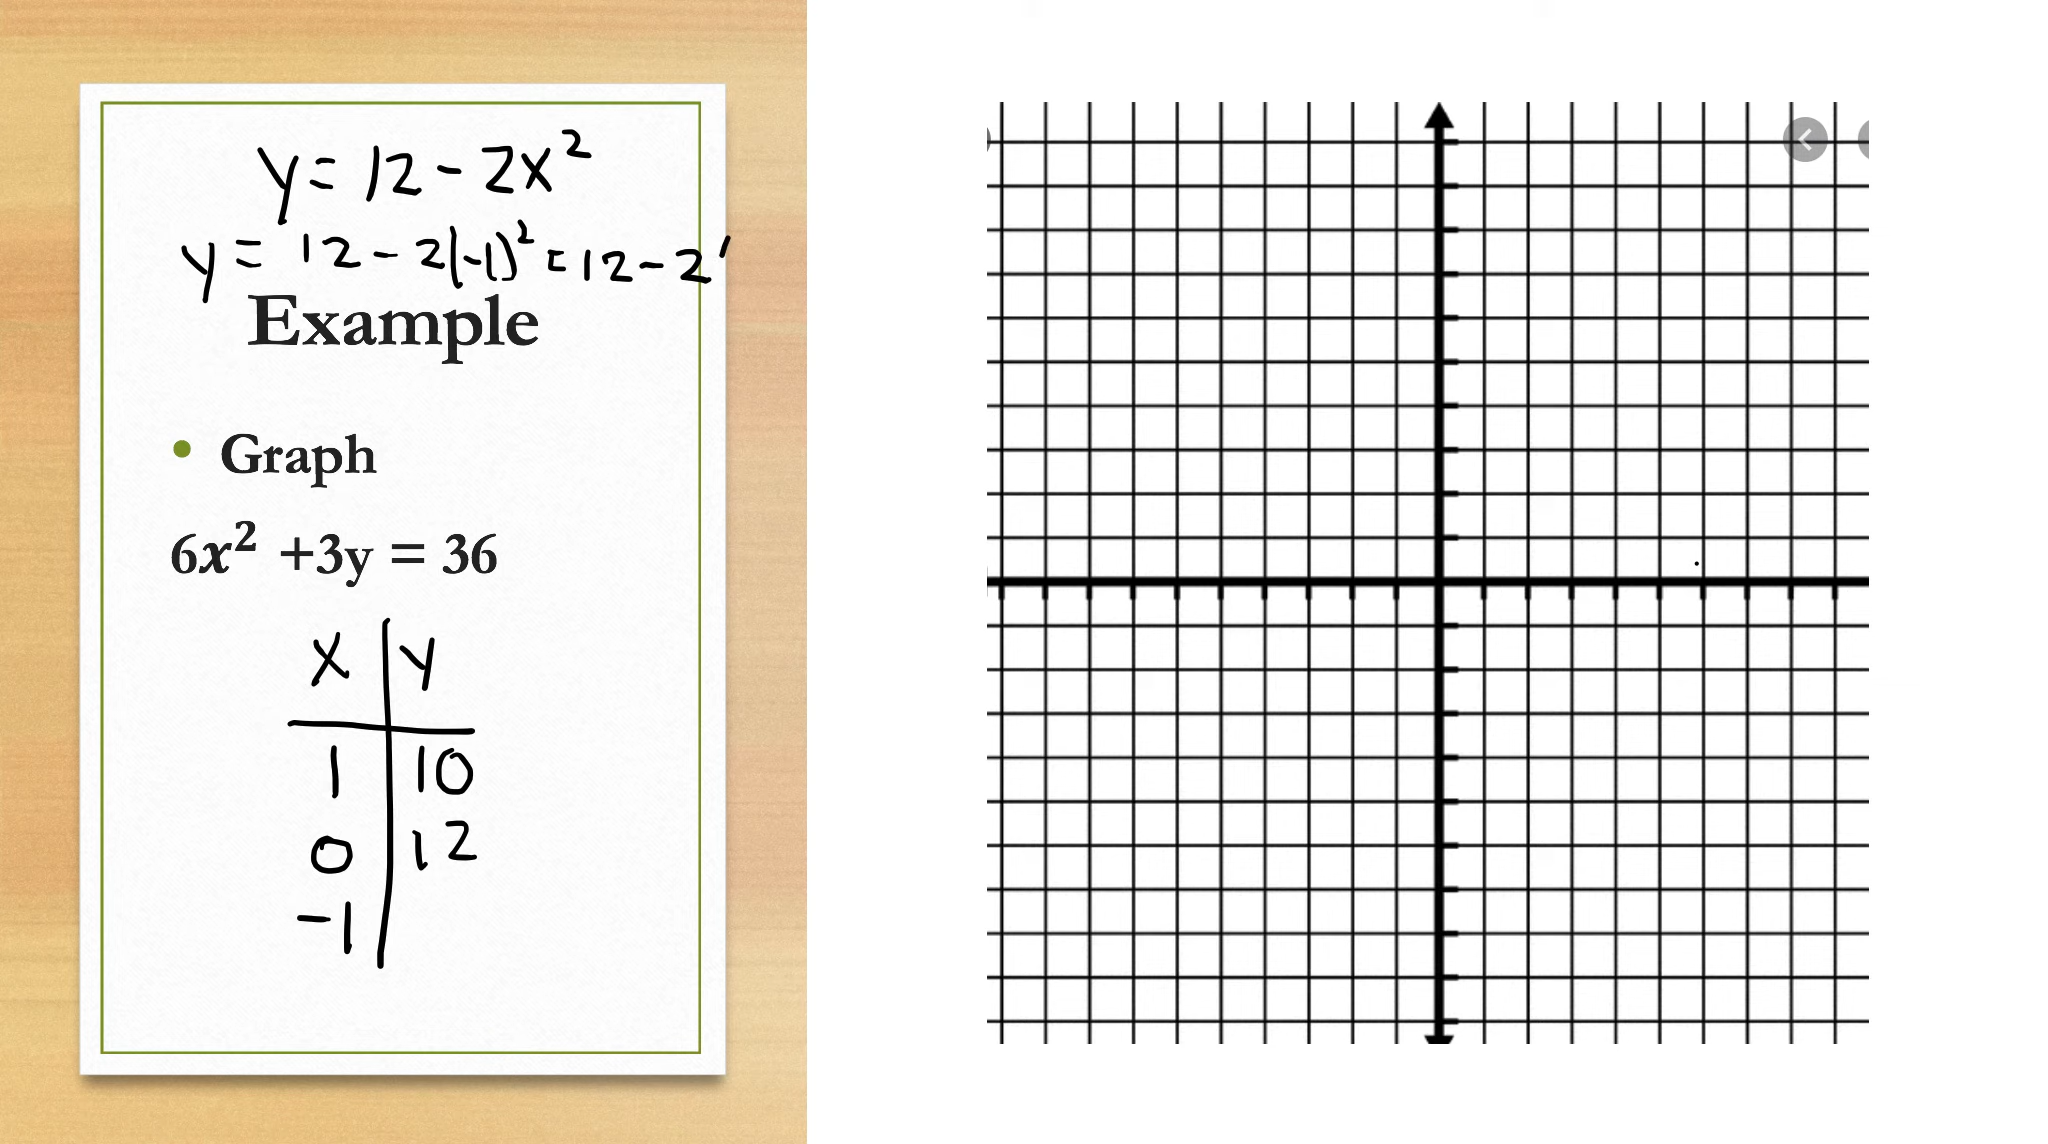 y = 12 - 2x²
y = 12 - 2(-1)² = 12 - 2
Example
• Graph
6x² +3y = 36
x | y
1 | 10
0 | 12
-1 |